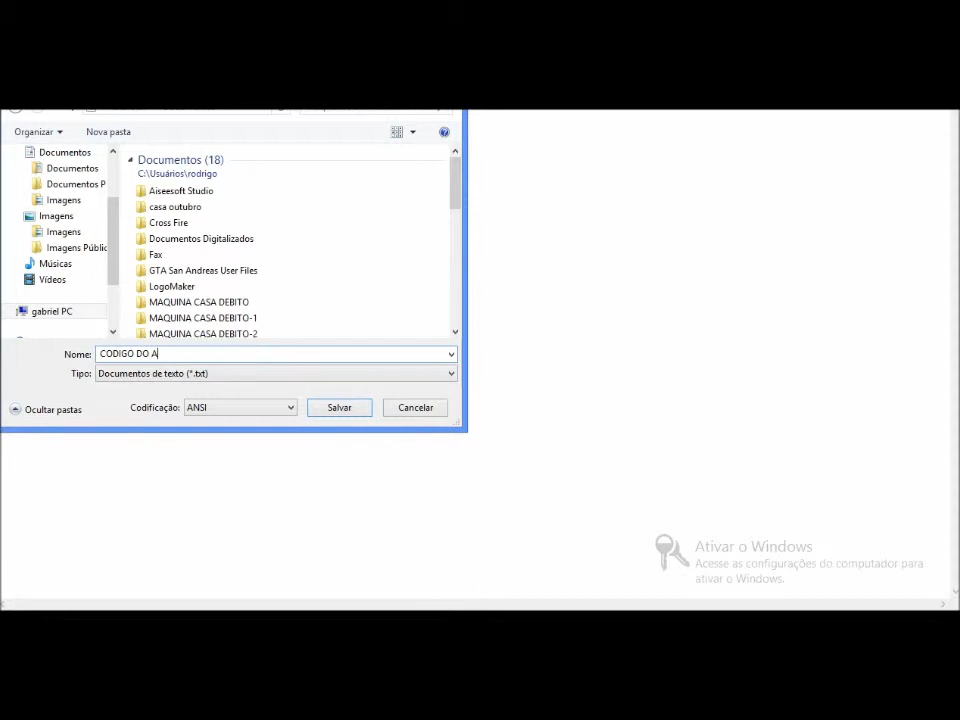 Organizar
Nova pasta
Documentos
Documentos
Documentos P
Imagens
Imagens
Imagens
Imagens Públic
Músicas
Vídeos
gabriel PC
Documentos (18)
C:\Usuários\rodrigo
Aiseesoft Studio
casa outubro
Cross Fire
Documentos Digitalizados
Fax
GTA San Andreas User Files
LogoMaker
MAQUINA CASA DEBITO
MAQUINA CASA DEBITO-1
MAQUINA CASA DEBITO-2
Nome: CODIGO DO A
Tipo: Documentos de texto (*.txt)
Ocultar pastas
Codificação: ANSI
Salvar
Cancelar
Ativar o Windows
Acesse as configurações do computador para
ativar o Windows.